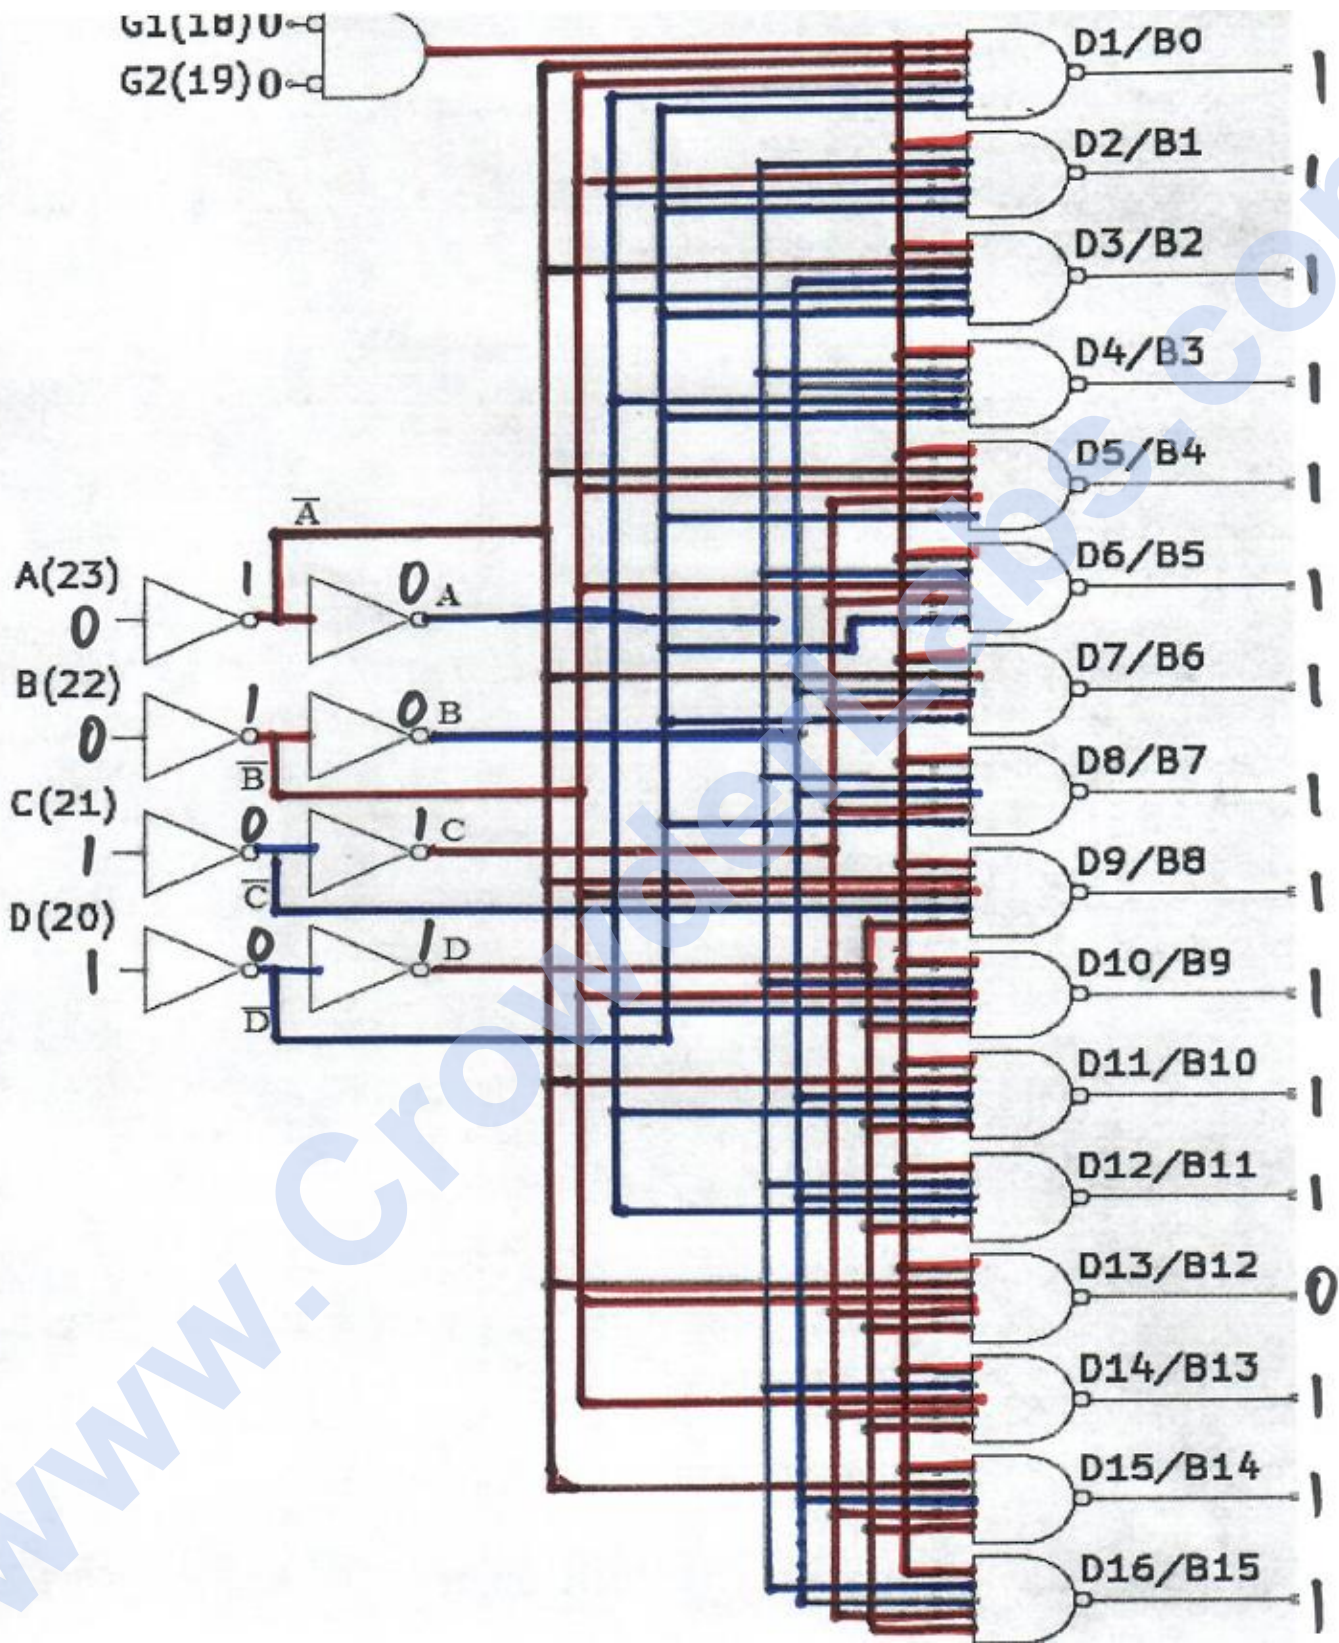 G1(18) 0
G2(19) 0
D1/B0 1
D2/B1 1
D3/B2 1
D4/B3 1
D5/B4 1
A
A(23) 1 0 A
0
D6/B5 1
B(22) 1 0 B
0
B
D7/B6 1
C(21) 0 1 C
1
C
D8/B7 1
D(20) 0 1 D
1
D
D9/B8 1
D10/B9 1
D11/B10 1
D12/B11 1
D13/B12 0
D14/B13 1
D15/B14 1
D16/B15 1
www.CrowderLabs.com